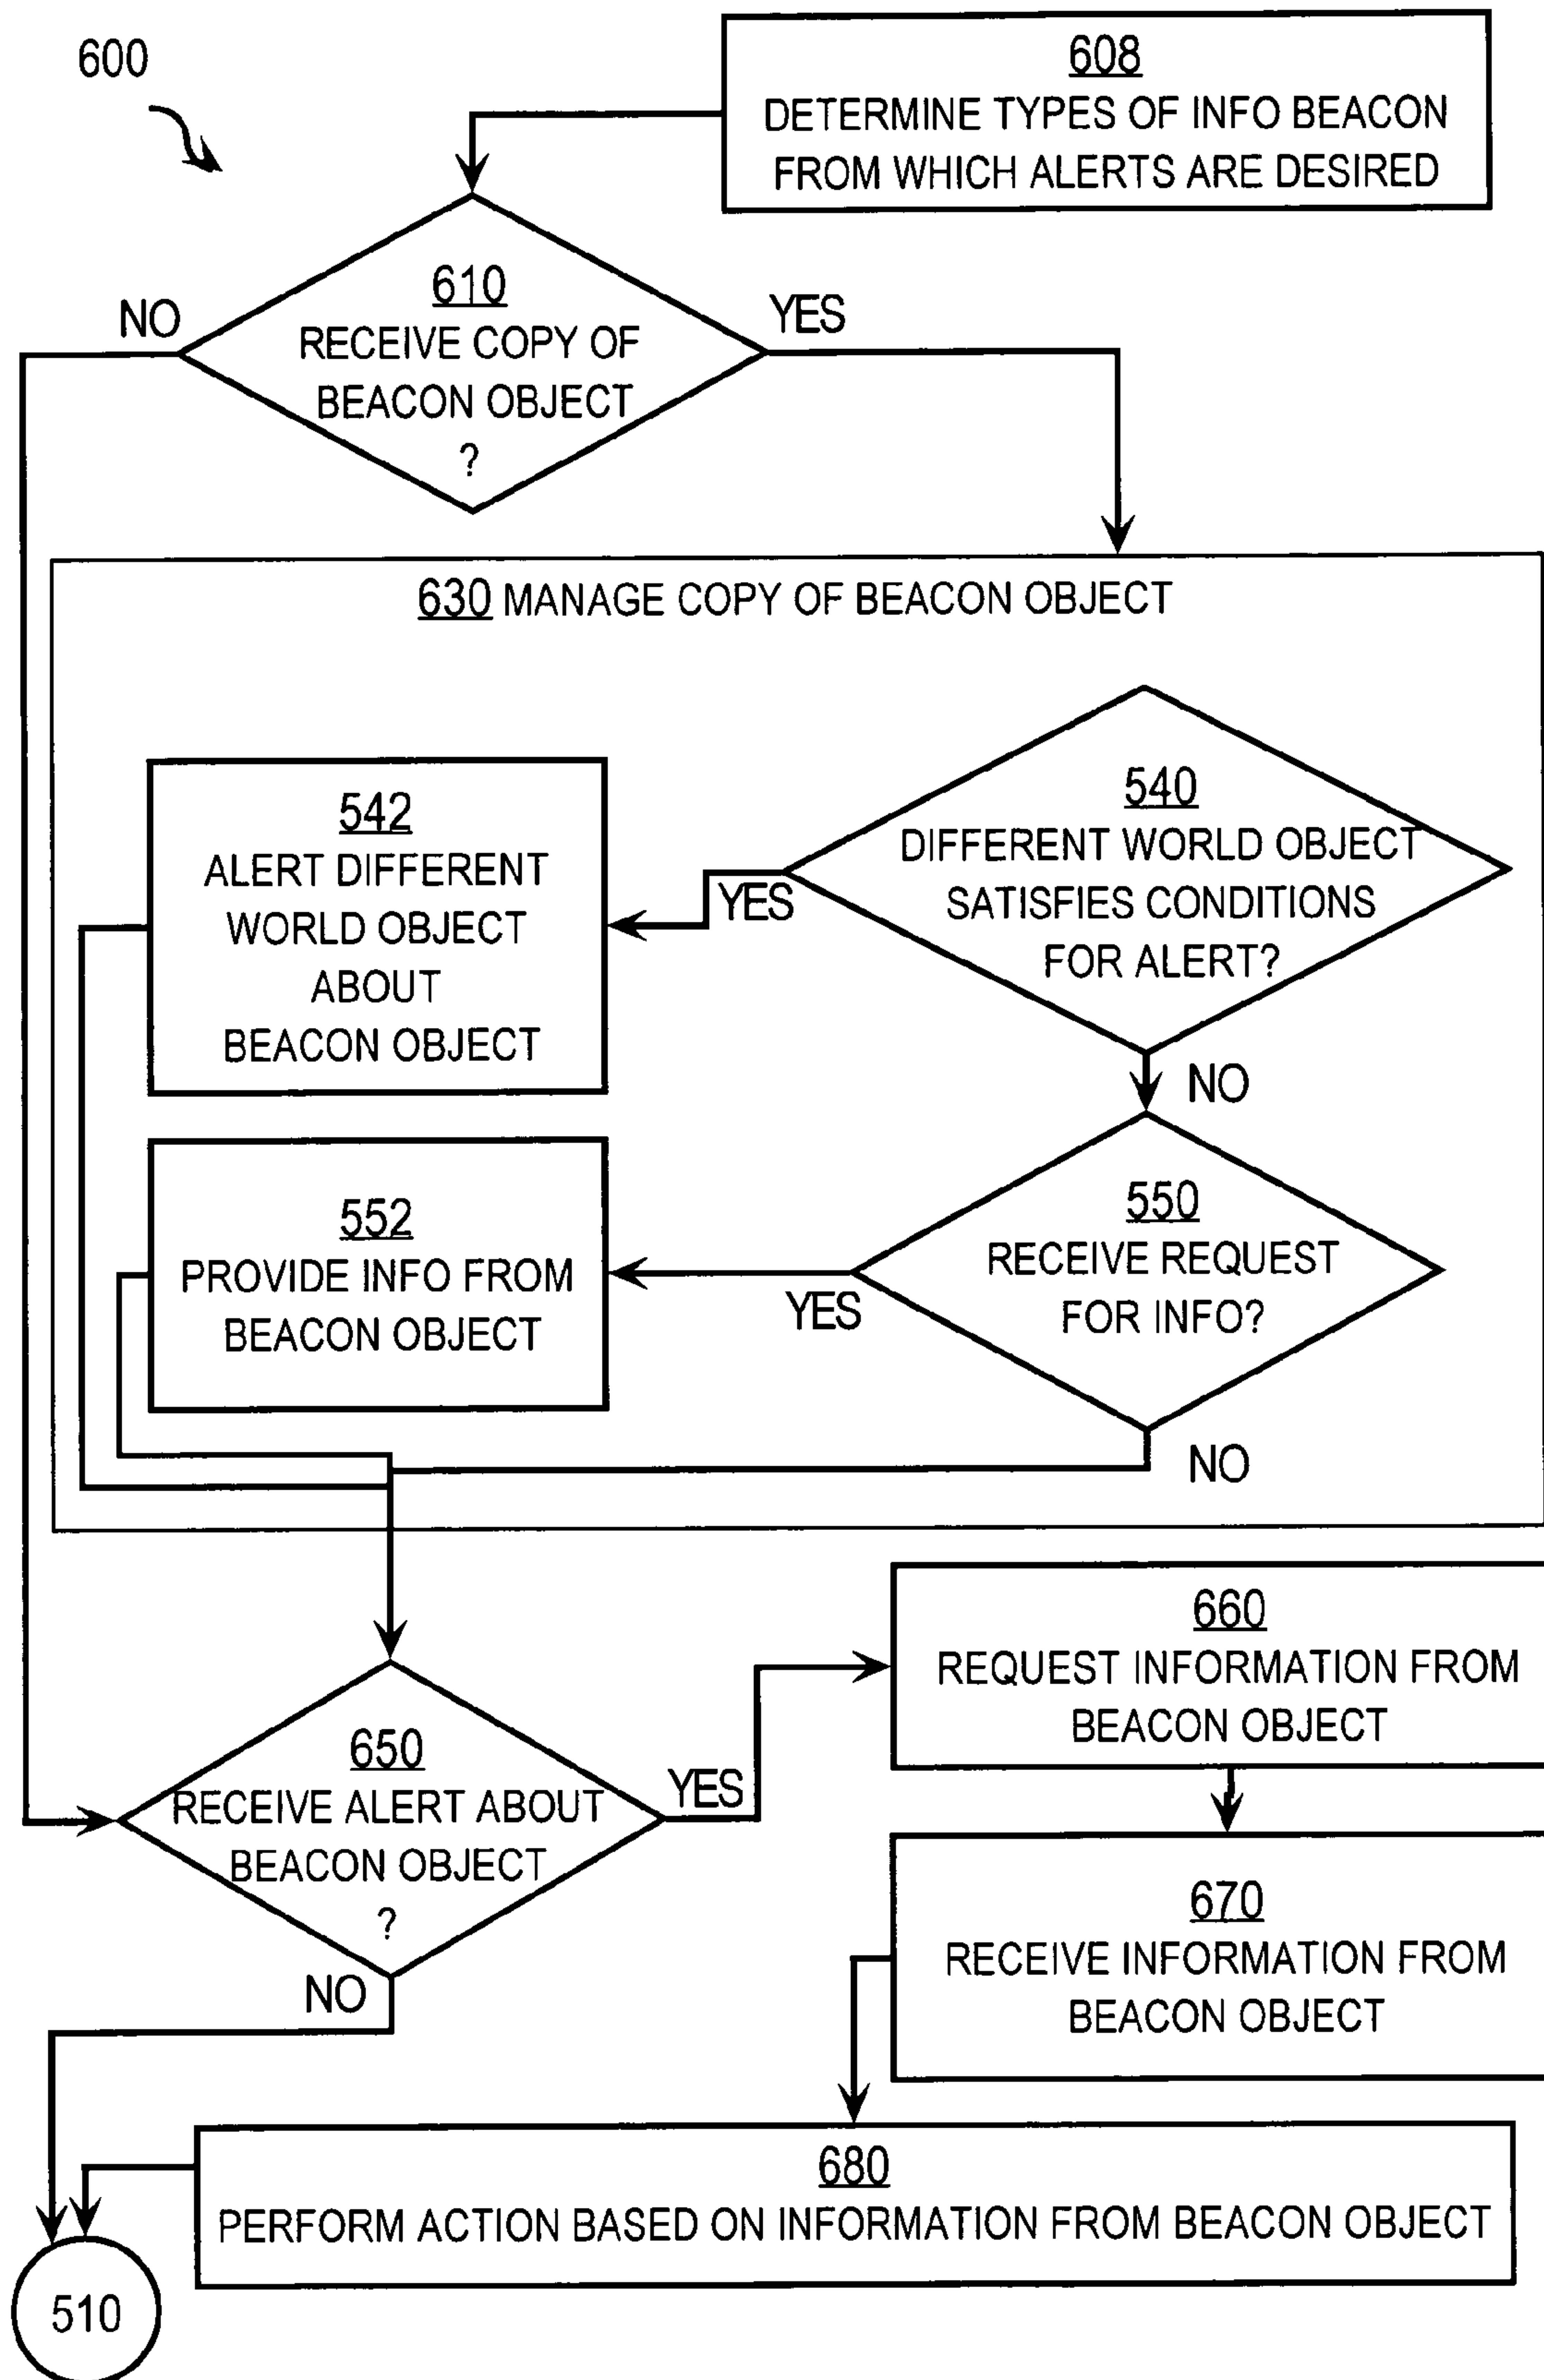 600
608
DETERMINE TYPES OF INFO BEACON
FROM WHICH ALERTS ARE DESIRED
610
RECEIVE COPY OF
BEACON OBJECT
?
NO
YES
630 MANAGE COPY OF BEACON OBJECT
540
DIFFERENT WORLD OBJECT
SATISFIES CONDITIONS
FOR ALERT?
YES
NO
542
ALERT DIFFERENT
WORLD OBJECT
ABOUT
BEACON OBJECT
550
RECEIVE REQUEST
FOR INFO?
YES
NO
552
PROVIDE INFO FROM
BEACON OBJECT
650
RECEIVE ALERT ABOUT
BEACON OBJECT
?
YES
NO
660
REQUEST INFORMATION FROM
BEACON OBJECT
670
RECEIVE INFORMATION FROM
BEACON OBJECT
680
PERFORM ACTION BASED ON INFORMATION FROM BEACON OBJECT
510